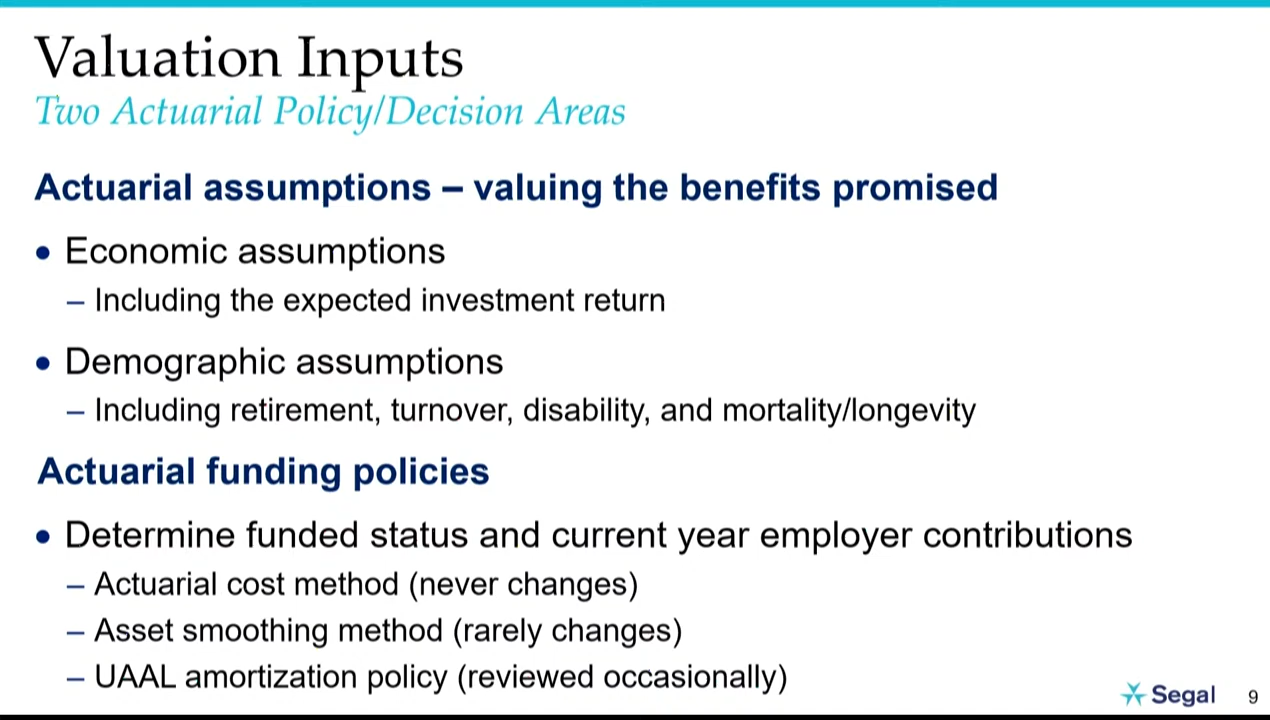 Valuation Inputs
Two Actuarial Policy/Decision Areas
Actuarial assumptions – valuing the benefits promised
• Economic assumptions
– Including the expected investment return
• Demographic assumptions
– Including retirement, turnover, disability, and mortality/longevity
Actuarial funding policies
• Determine funded status and current year employer contributions
– Actuarial cost method (never changes)
– Asset smoothing method (rarely changes)
– UAAL amortization policy (reviewed occasionally)
Segal 9